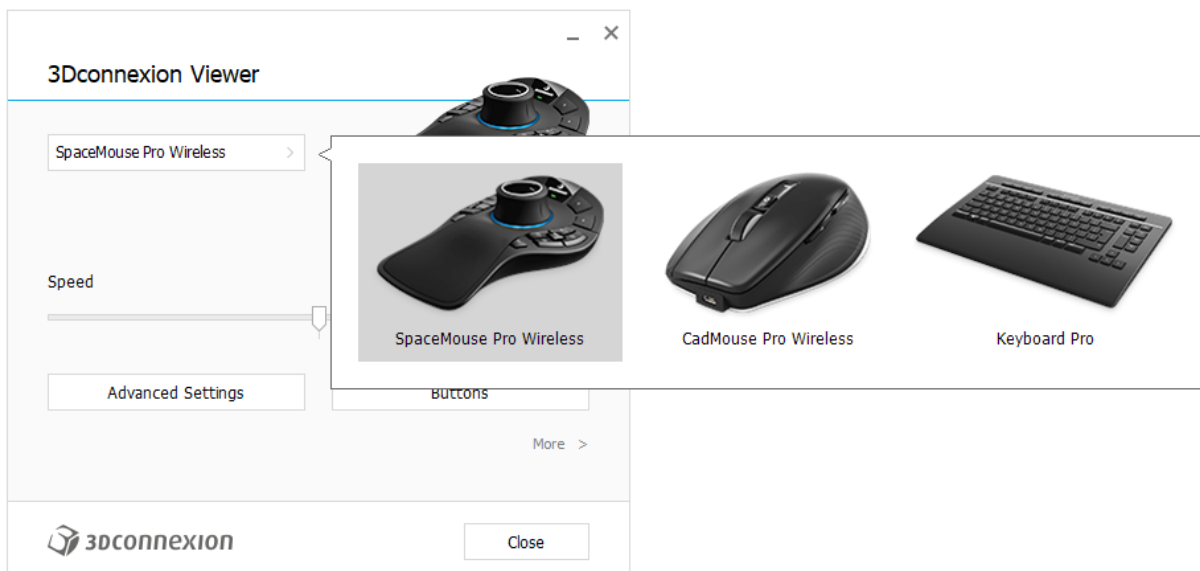 3Dconnexion Viewer
SpaceMouse Pro Wireless
SpaceMouse Pro Wireless
CadMouse Pro Wireless
Keyboard Pro
Speed
Advanced Settings
Buttons
More >
3Dconnexion
Close